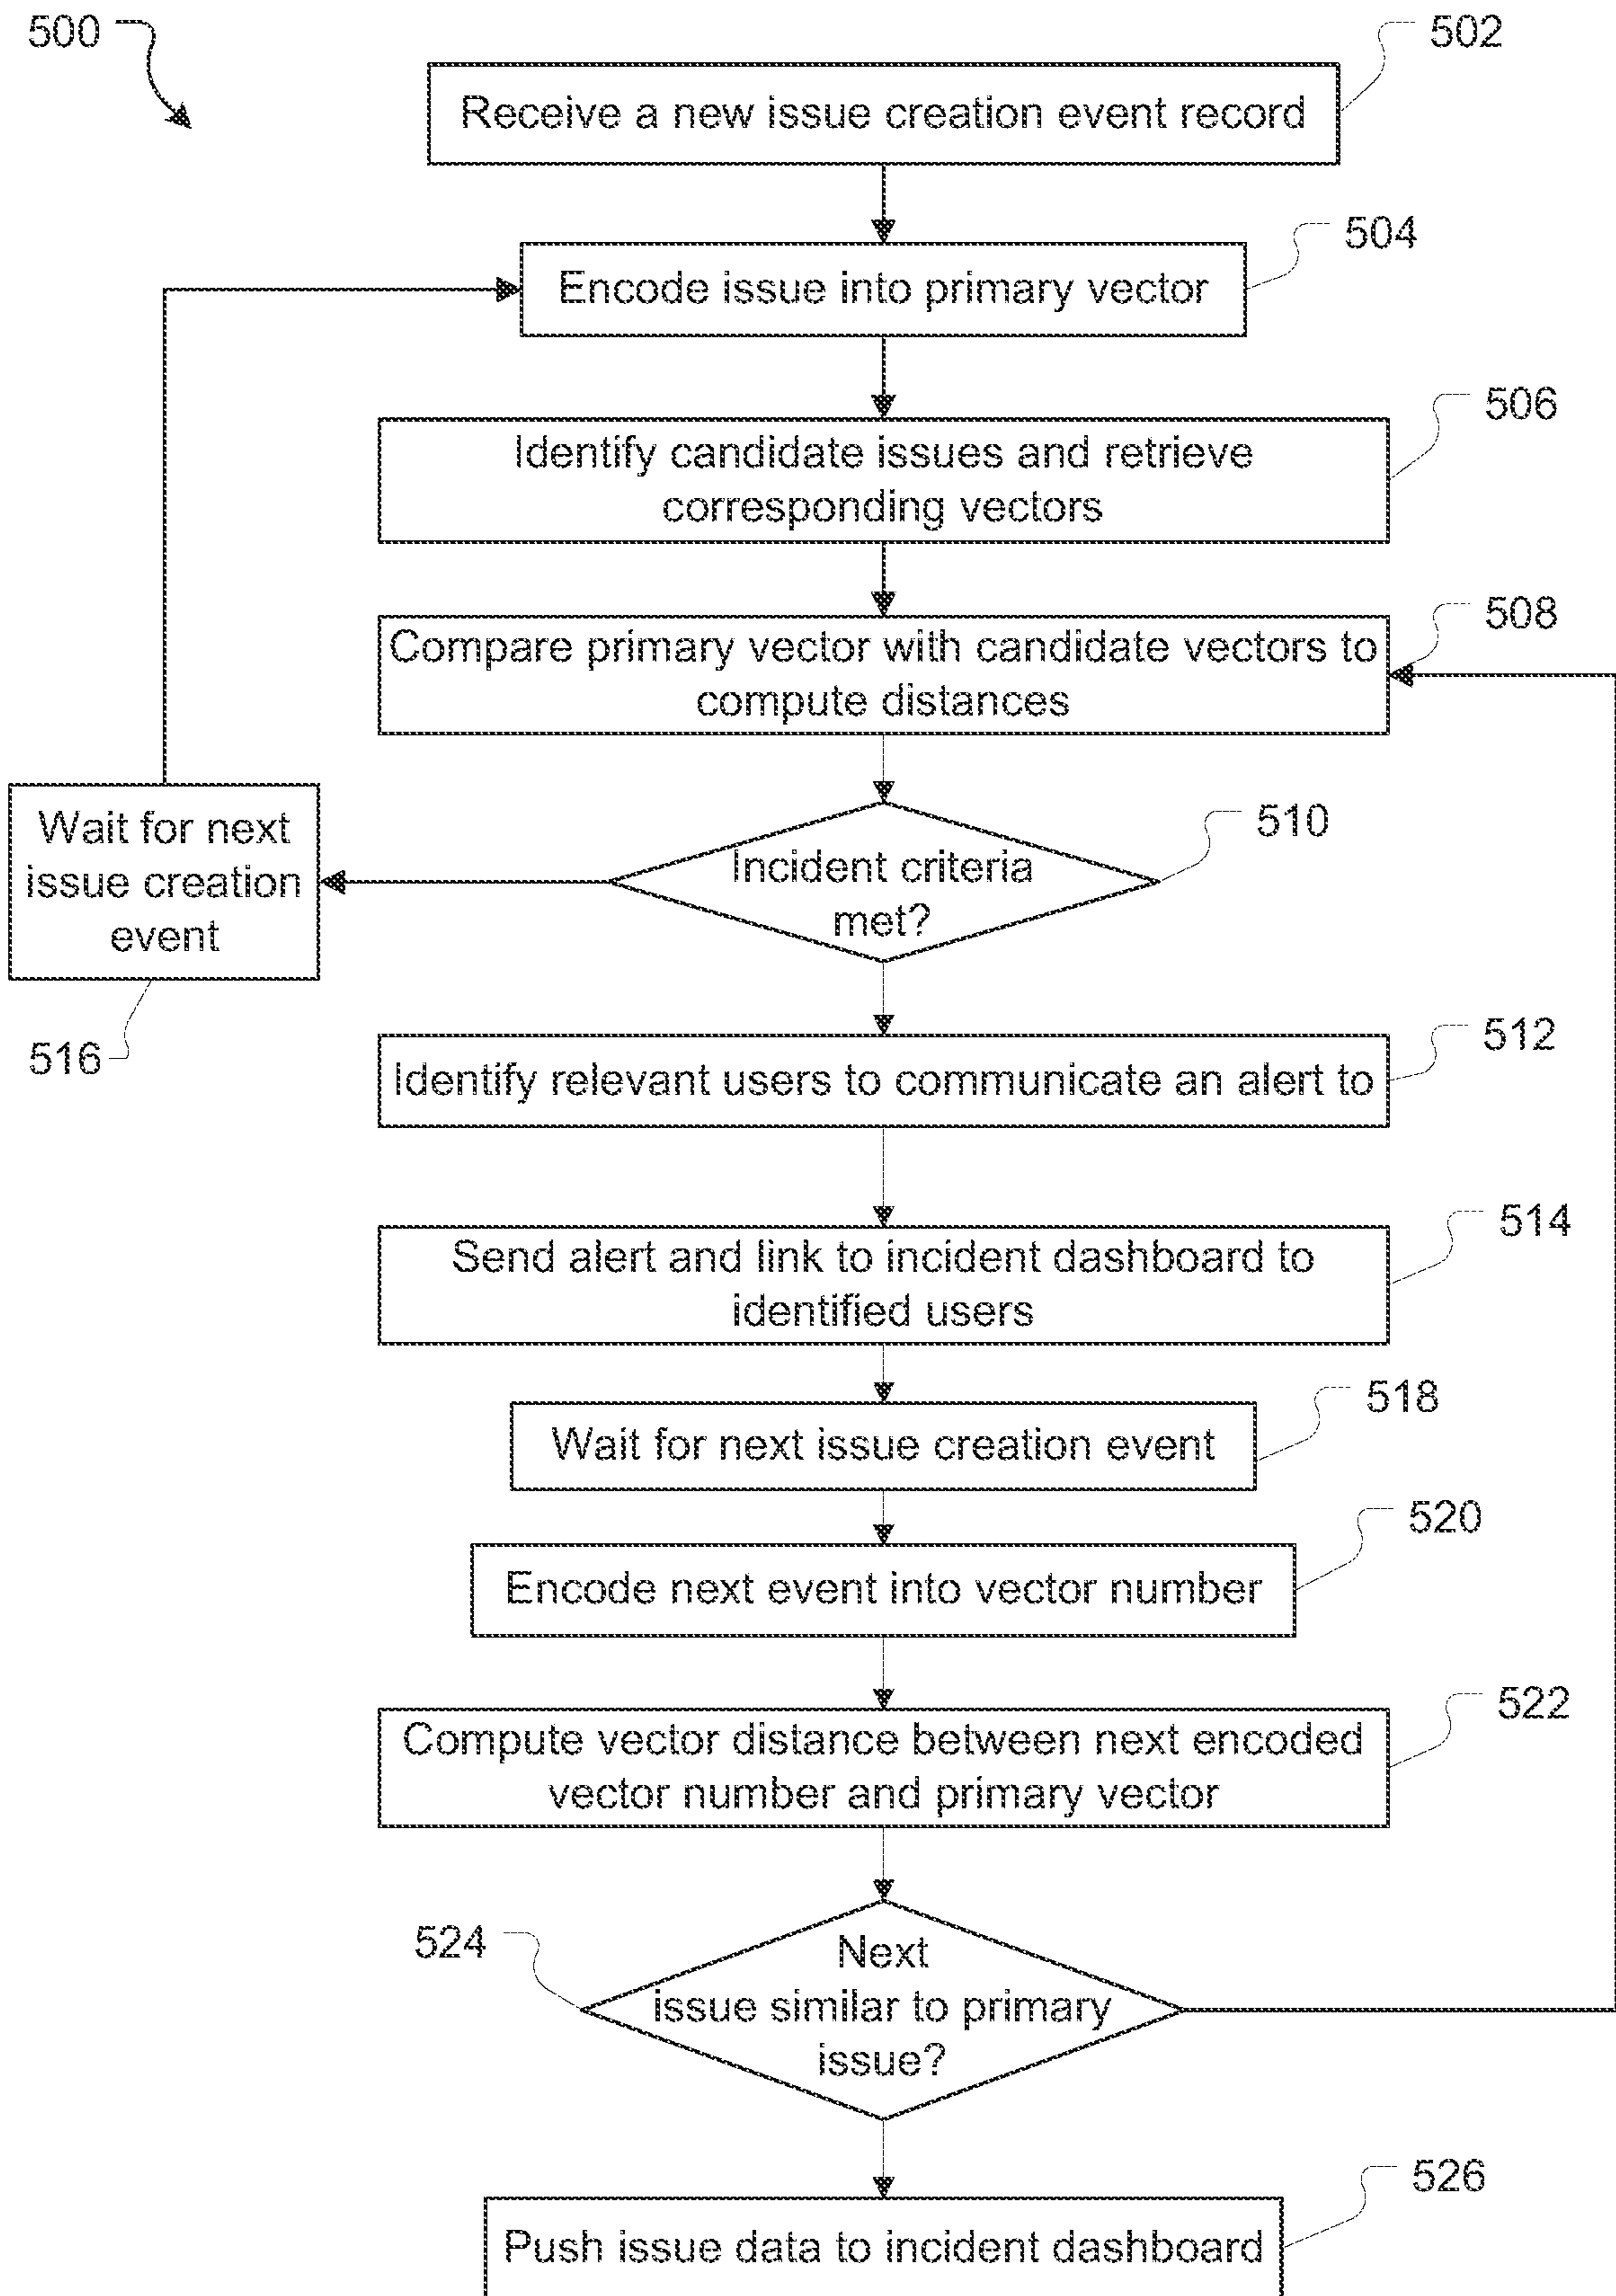 500
502
Receive a new issue creation event record
504
Encode issue into primary vector
506
Identify candidate issues and retrieve
corresponding vectors
508
Compare primary vector with candidate vectors to
compute distances
Wait for next
issue creation
event
510
Incident criteria
met?
516
512
Identify relevant users to communicate an alert to
514
Send alert and link to incident dashboard to
identified users
518
Wait for next issue creation event
520
Encode next event into vector number
522
Compute vector distance between next encoded
vector number and primary vector
524
Next
issue similar to primary
issue?
526
Push issue data to incident dashboard